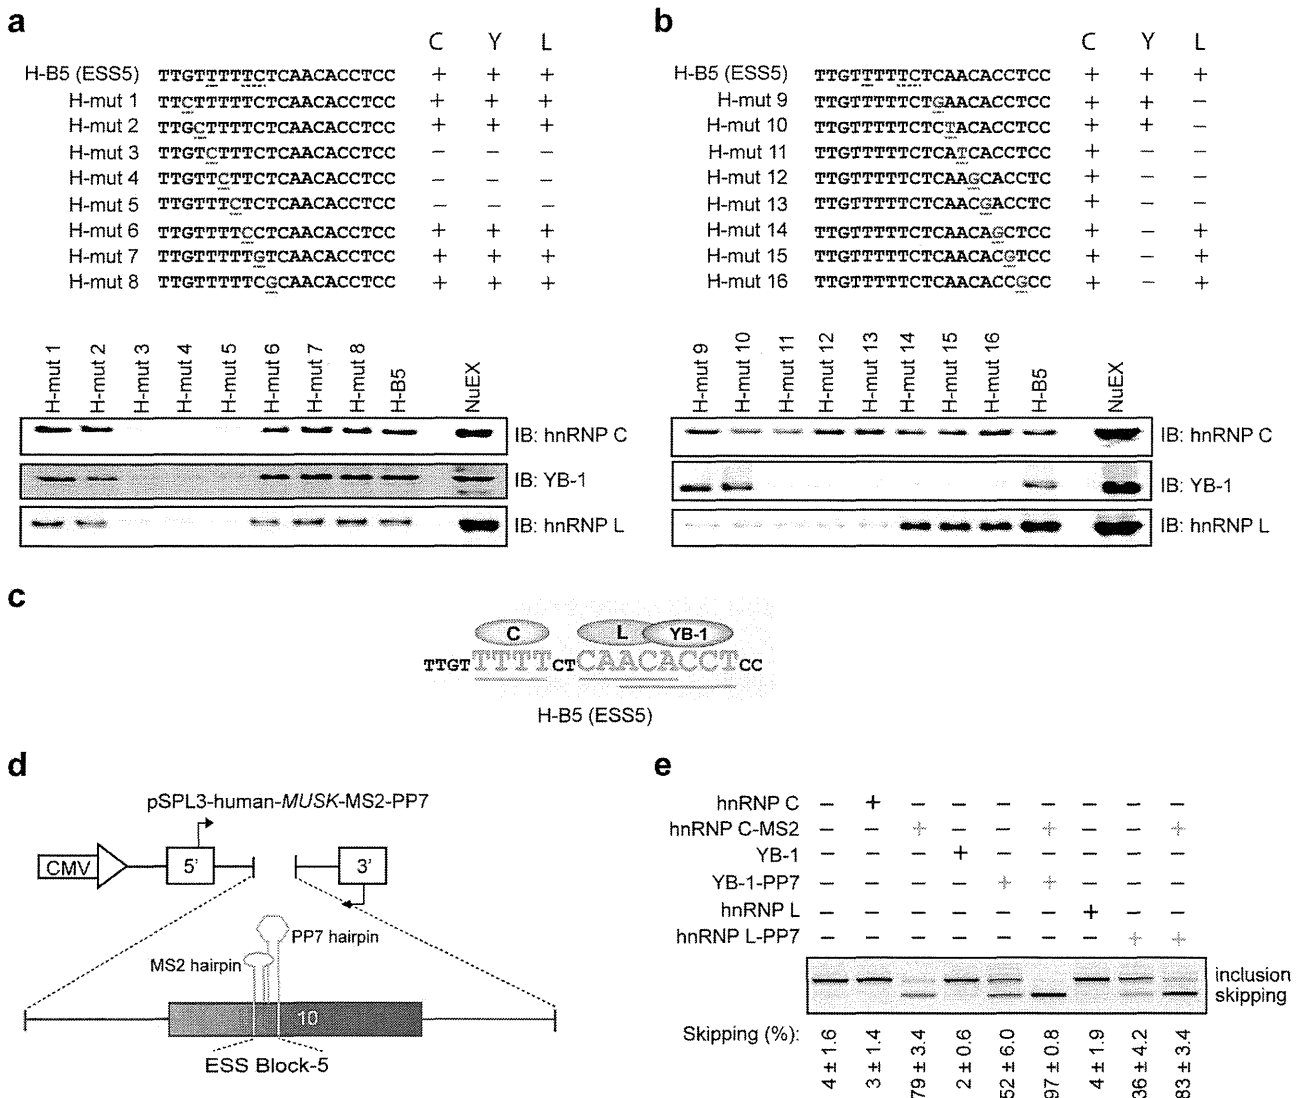 a
C Y L
H-B5 (ESS5) TTGTTTTTCTCAACACCTCC + + +
H-mut 1 TTCTTTTTCTCAACACCTCC + + +
H-mut 2 TTGCTTTTCTCAACACCTCC + + +
H-mut 3 TTGTCTTTCTCAACACCTCC – – –
H-mut 4 TTGTTCTTCTCAACACCTCC – – –
H-mut 5 TTGTTTCTCTCAACACCTCC – – –
H-mut 6 TTGTTTTCCTCAACACCTCC + + +
H-mut 7 TTGTTTTTGTCAACACCTCC + + +
H-mut 8 TTGTTTTTCGCAACACCTCC + + +
H-mut 1 H-mut 2 H-mut 3 H-mut 4 H-mut 5 H-mut 6 H-mut 7 H-mut 8 H-B5 NuEX
IB: hnRNP C
IB: YB-1
IB: hnRNP L
b
C Y L
H-B5 (ESS5) TTGTTTTTCTCAACACCTCC + + +
H-mut 9 TTGTTTTTCTGAACACCTCC + + –
H-mut 10 TTGTTTTTCTCTACACCTCC + + –
H-mut 11 TTGTTTTTCTCATCACCTCC + – –
H-mut 12 TTGTTTTTCTCAAGCACCTC + – –
H-mut 13 TTGTTTTTCTCAACGACCTC + – –
H-mut 14 TTGTTTTTCTCAACAGCTCC + – +
H-mut 15 TTGTTTTTCTCAACACGTCC + – +
H-mut 16 TTGTTTTTCTCAACACCGCC + – +
H-mut 9 H-mut 10 H-mut 11 H-mut 12 H-mut 13 H-mut 14 H-mut 15 H-mut 16 H-B5 NuEX
IB: hnRNP C
IB: YB-1
IB: hnRNP L
c
C L YB-1
TTGTTTTTCTCAACACCTCC
H-B5 (ESS5)
d
pSPL3-human-MUSK-MS2-PP7
CMV 5' 3'
PP7 hairpin
MS2 hairpin
10
ESS Block-5
e
hnRNP C – + – – – – – – –
hnRNP C-MS2 – – + – – + – – +
YB-1 – – – + – – – – –
YB-1-PP7 – – – – + + – – –
hnRNP L – – – – – – + – –
hnRNP L-PP7 – – – – – – – + +
inclusion
skipping
Skipping (%): 4 ± 1.6 3 ± 1.4 79 ± 3.4 2 ± 0.6 52 ± 6.0 97 ± 0.8 4 ± 1.9 36 ± 4.2 83 ± 3.4